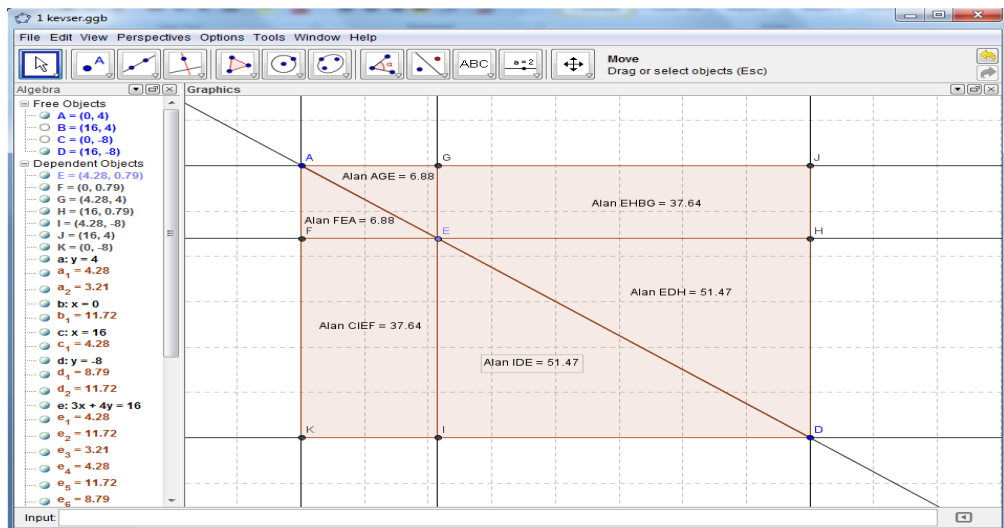 1 kevser.ggb
File Edit View Perspectives Options Tools Window Help
A
ABC
a=2
Move
Drag or select objects (Esc)
Algebra
Graphics
Free Objects
A = (0, 4)
B = (16, 4)
C = (0, -8)
D = (16, -8)
Dependent Objects
E = (4.28, 0.79)
F = (0, 0.79)
G = (4.28, 4)
H = (16, 0.79)
I = (4.28, -8)
J = (16, 4)
K = (0, -8)
a: y = 4
a₁ = 4.28
a₂ = 3.21
b: x = 0
b₁ = 11.72
c: x = 16
c₁ = 4.28
d: y = -8
d₁ = 8.79
d₂ = 11.72
e: 3x + 4y = 16
e₁ = 4.28
e₂ = 11.72
e₃ = 3.21
e₄ = 4.28
e₅ = 11.72
e₆ = 8.79
A
G
J
Alan AGE = 6.88
Alan EHBG = 37.64
Alan FEA = 6.88
F
E
H
Alan EDH = 51.47
Alan CIEF = 37.64
Alan IDE = 51.47
K
I
D
Input: